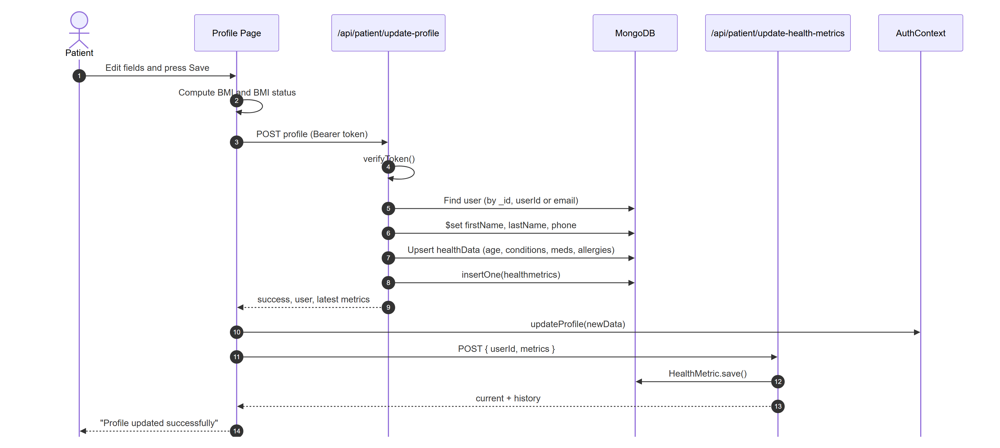 Patient
Profile Page
/api/patient/update-profile
MongoDB
/api/patient/update-health-metrics
AuthContext
1
Edit fields and press Save
Compute BMI and BMI status
2
3
POST profile (Bearer token)
verifyToken()
4
5
Find user (by _id, userId or email)
6
$set firstName, lastName, phone
7
Upsert healthData (age, conditions, meds, allergies)
8
insertOne(healthmetrics)
success, user, latest metrics
9
10
updateProfile(newData)
11
POST { userId, metrics }
HealthMetric.save()
12
current + history
13
"Profile updated successfully"
14